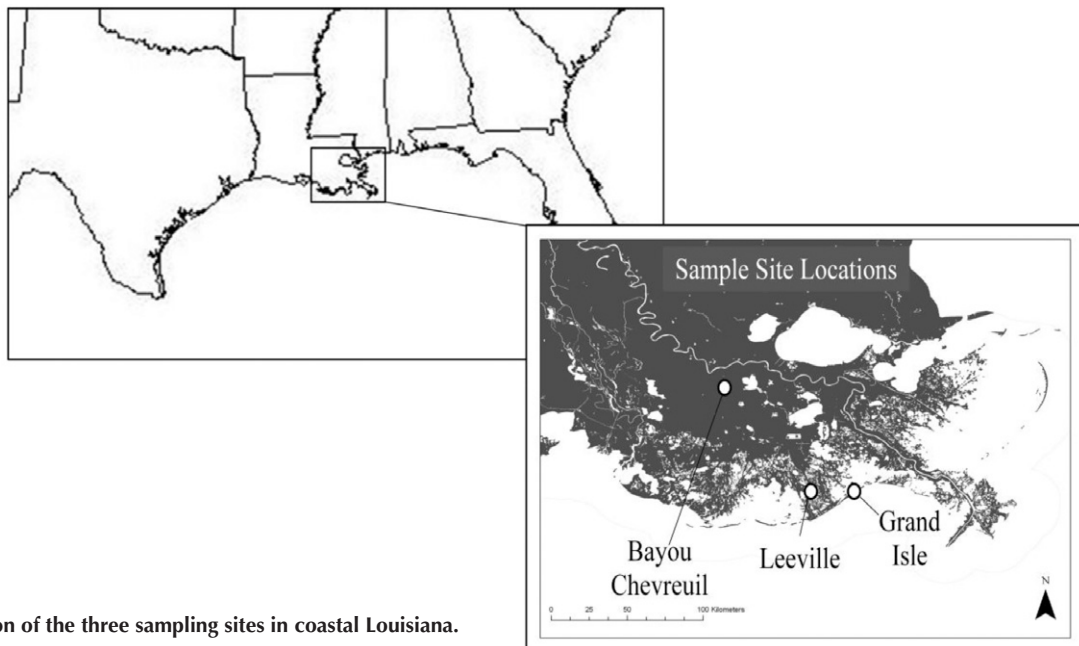 Sample Site Locations
Bayou
Chevreuil
Leeville
Grand
Isle
N
0 25 50 100 Kilometers
on of the three sampling sites in coastal Louisiana.